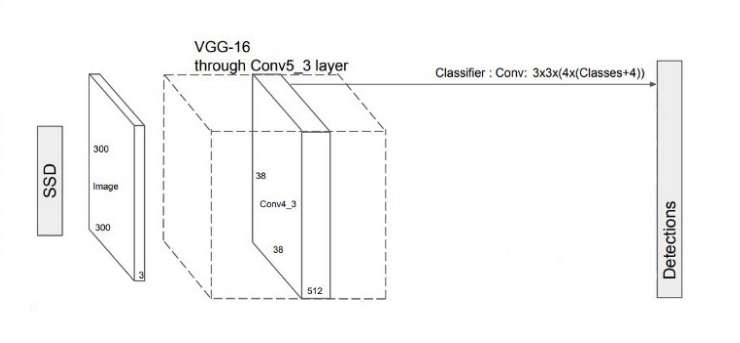 VGG-16
through Conv5_3 layer
Classifier : Conv: 3x3x(4x(Classes+4))
SSD
300
Image
300
3
38
Conv4_3
38
512
Detections